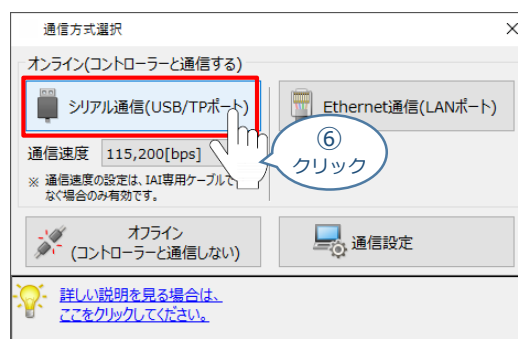 通信方式選択
オンライン(コントローラーと通信する)
シリアル通信(USB/TPポート)
Ethernet通信(LANポート)
通信速度 115,200[bps]
⑥
クリック
※ 通信速度の設定は、IAI専用ケーブルで
なぐ場合のみ有効です。
オフライン
(コントローラーと通信しない)
通信設定
詳しい説明を見る場合は、
ここをクリックしてください。